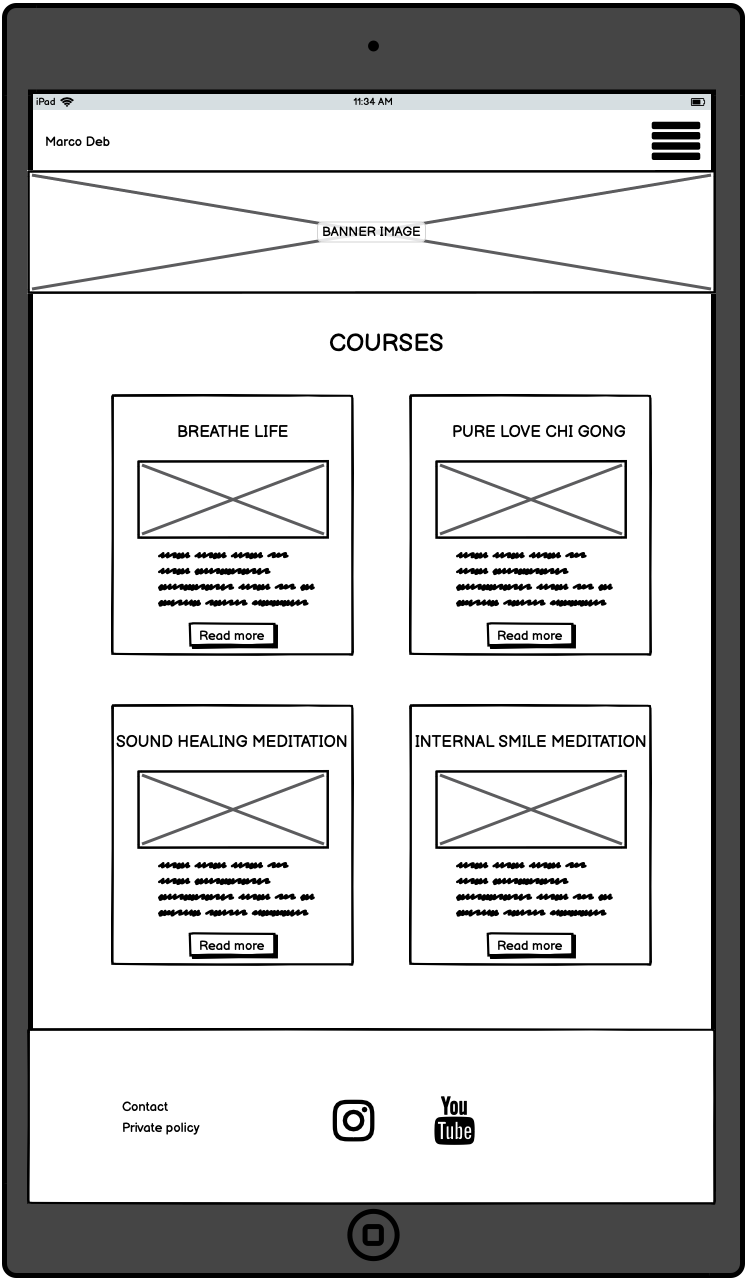 iPad
11:34 AM
Marco Deb
BANNER IMAGE
COURSES
BREATHE LIFE
PURE LOVE CHI GONG
Read more
Read more
SOUND HEALING MEDITATION
INTERNAL SMILE MEDITATION
Read more
Read more
Contact
Private policy
You
Tube